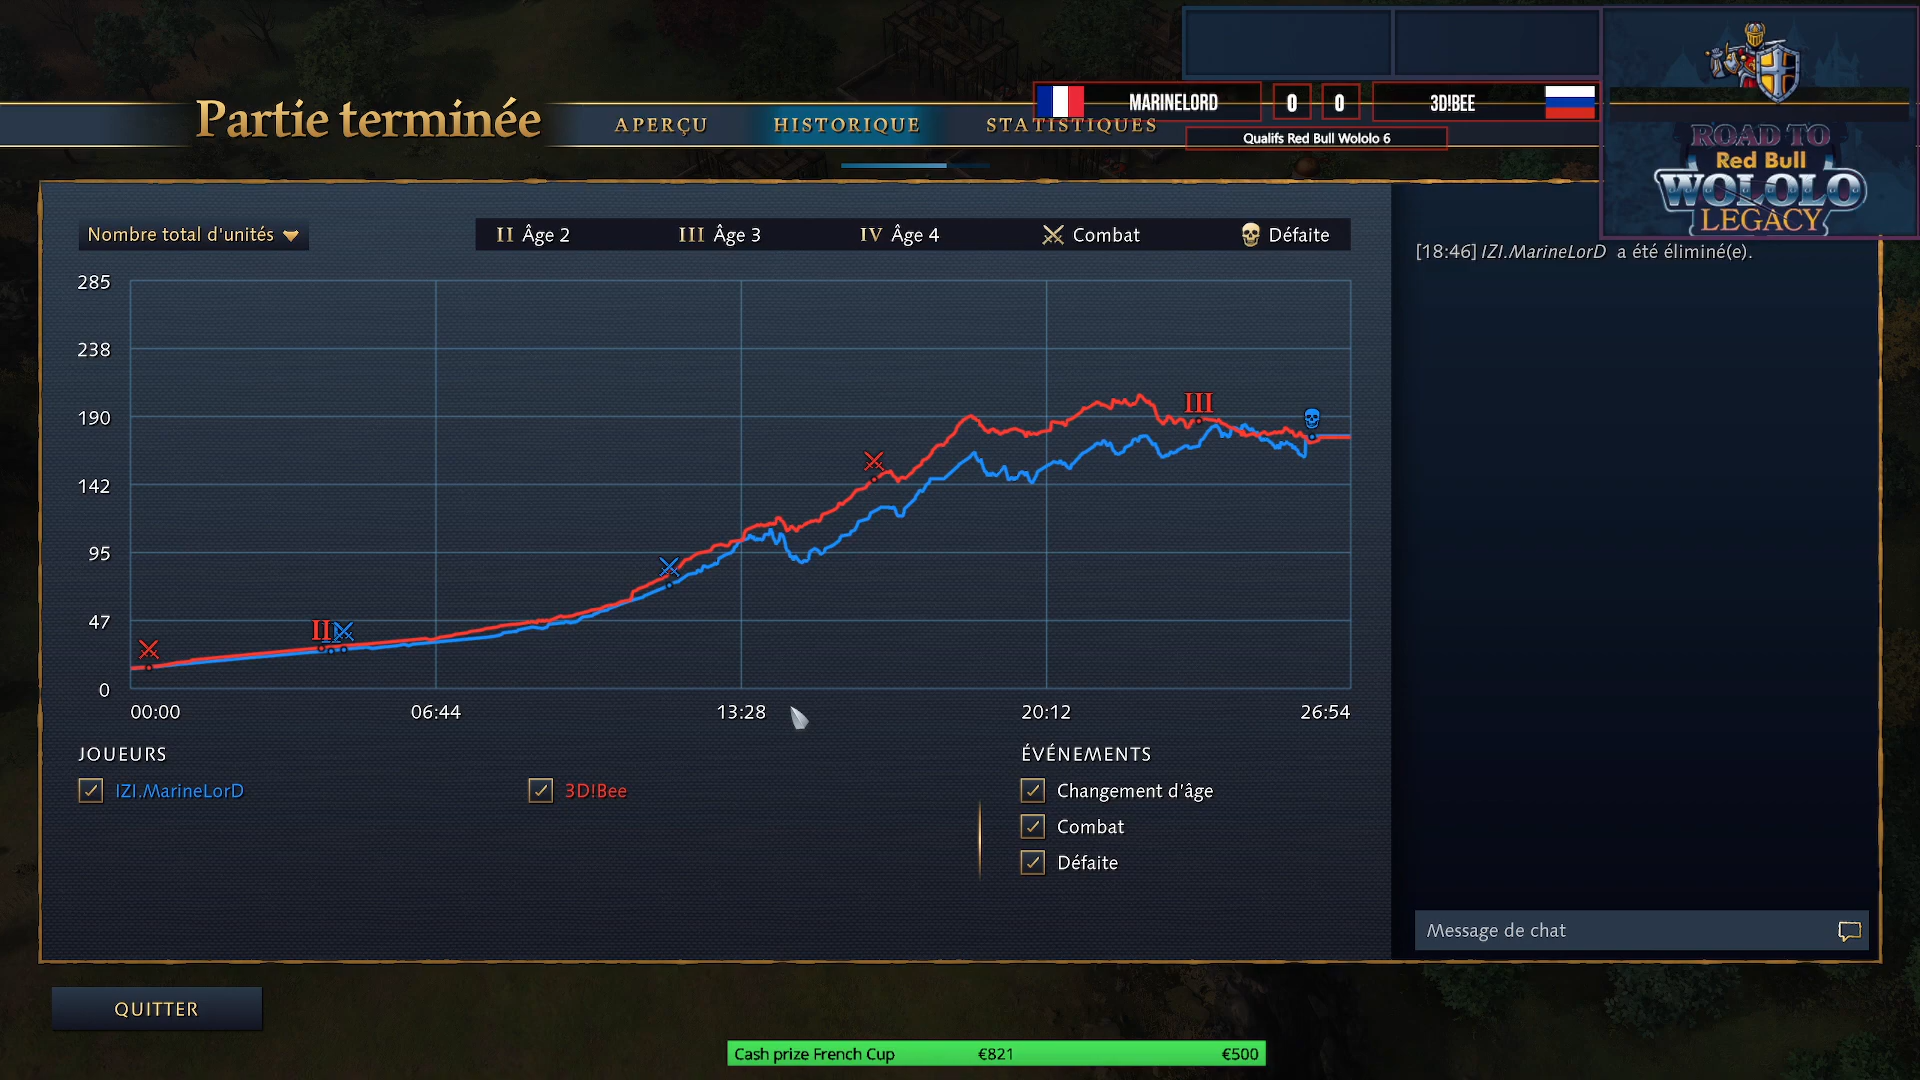 MARINELORD 0 0 3D!BEE
Partie terminée
APERÇU HISTORIQUE STATISTIQUES
Qualifs Red Bull Wololo 6
ROAD TO
Red Bull
WOLOLO
LEGACY
Nombre total d'unités
II Âge 2 III Âge 3 IV Âge 4 Combat Défaite
[18:46] IZI.MarineLorD a été éliminé(e).
285
238
190
142
95
47
0
III
II
00:00 06:44 13:28 20:12 26:54
JOUEURS
IZI.MarineLorD 3D!Bee
ÉVÉNEMENTS
Changement d'âge
Combat
Défaite
Message de chat
QUITTER
Cash prize French Cup €821 €500